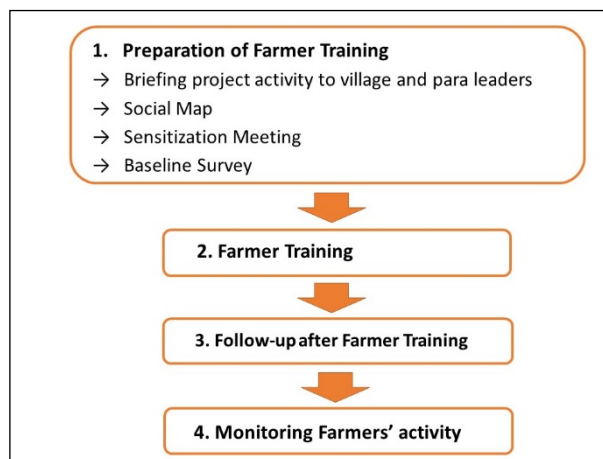 1. Preparation of Farmer Training
→ Briefing project activity to village and para leaders
→ Social Map
→ Sensitization Meeting
→ Baseline Survey
2. Farmer Training
3. Follow-up after Farmer Training
4. Monitoring Farmers’ activity